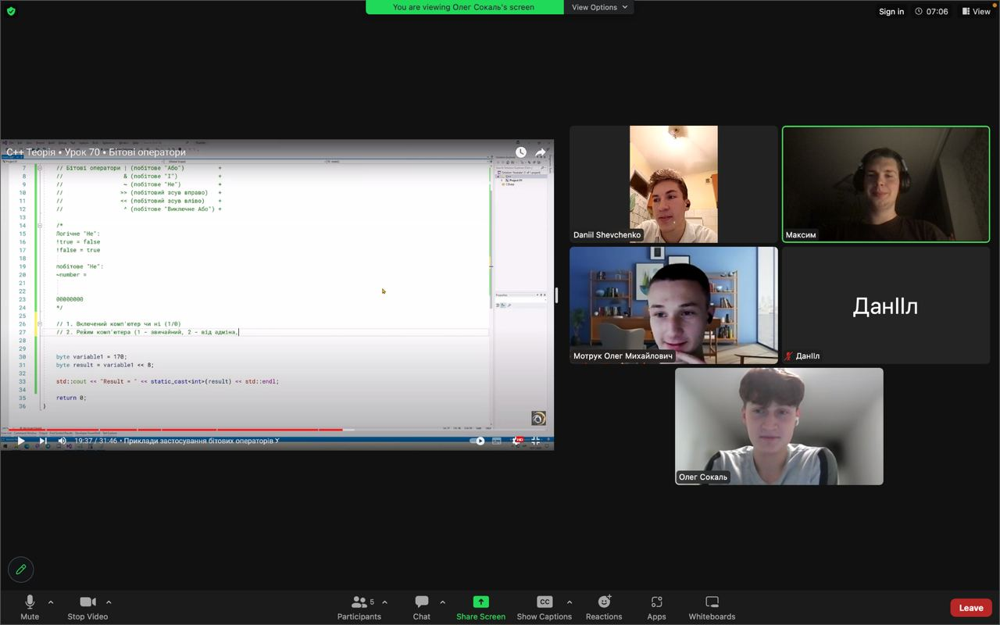 You are viewing Олег Сокаль's screen
View Options
Sign in
07:06
View
C++ Теорія • Урок 70 • Бітові оператори
7 // Бітові оператори | (побітове "Або") +
8 // & (побітове "І") +
9 // ~ (побітове "Не") +
10 // >> (побітовий зсув вправо) +
11 // << (побітовий зсув вліво) +
12 // ^ (побітове "Виключне Або") +
13
14 /*
15 Логічне "Не":
16 !true = false
17 !false = true
18
19 побітове "Не":
20 ~number =
21
22
23 00000000
24 */
25
26 // 1. Включений комп'ютер чи ні (1/0)
27 // 2. Режим комп'ютера (1 - звичайний, 2 - від адміна,
28
29
30 byte variable1 = 170;
31 byte result = variable1 << 8;
32
33 std::cout << "Result = " << static_cast<int>(result) << std::endl;
34
35 return 0;
36 }
19:37 / 31:46 • Приклади застосування бітових операторів У
HD
Daniil Shevchenko
Максим
Мотрук Олег Михайлович
ДанІІл
ДанІІл
Олег Сокаль
Mute
Stop Video
Participants
5
Chat
Share Screen
CC
Show Captions
Reactions
Apps
Whiteboards
Leave